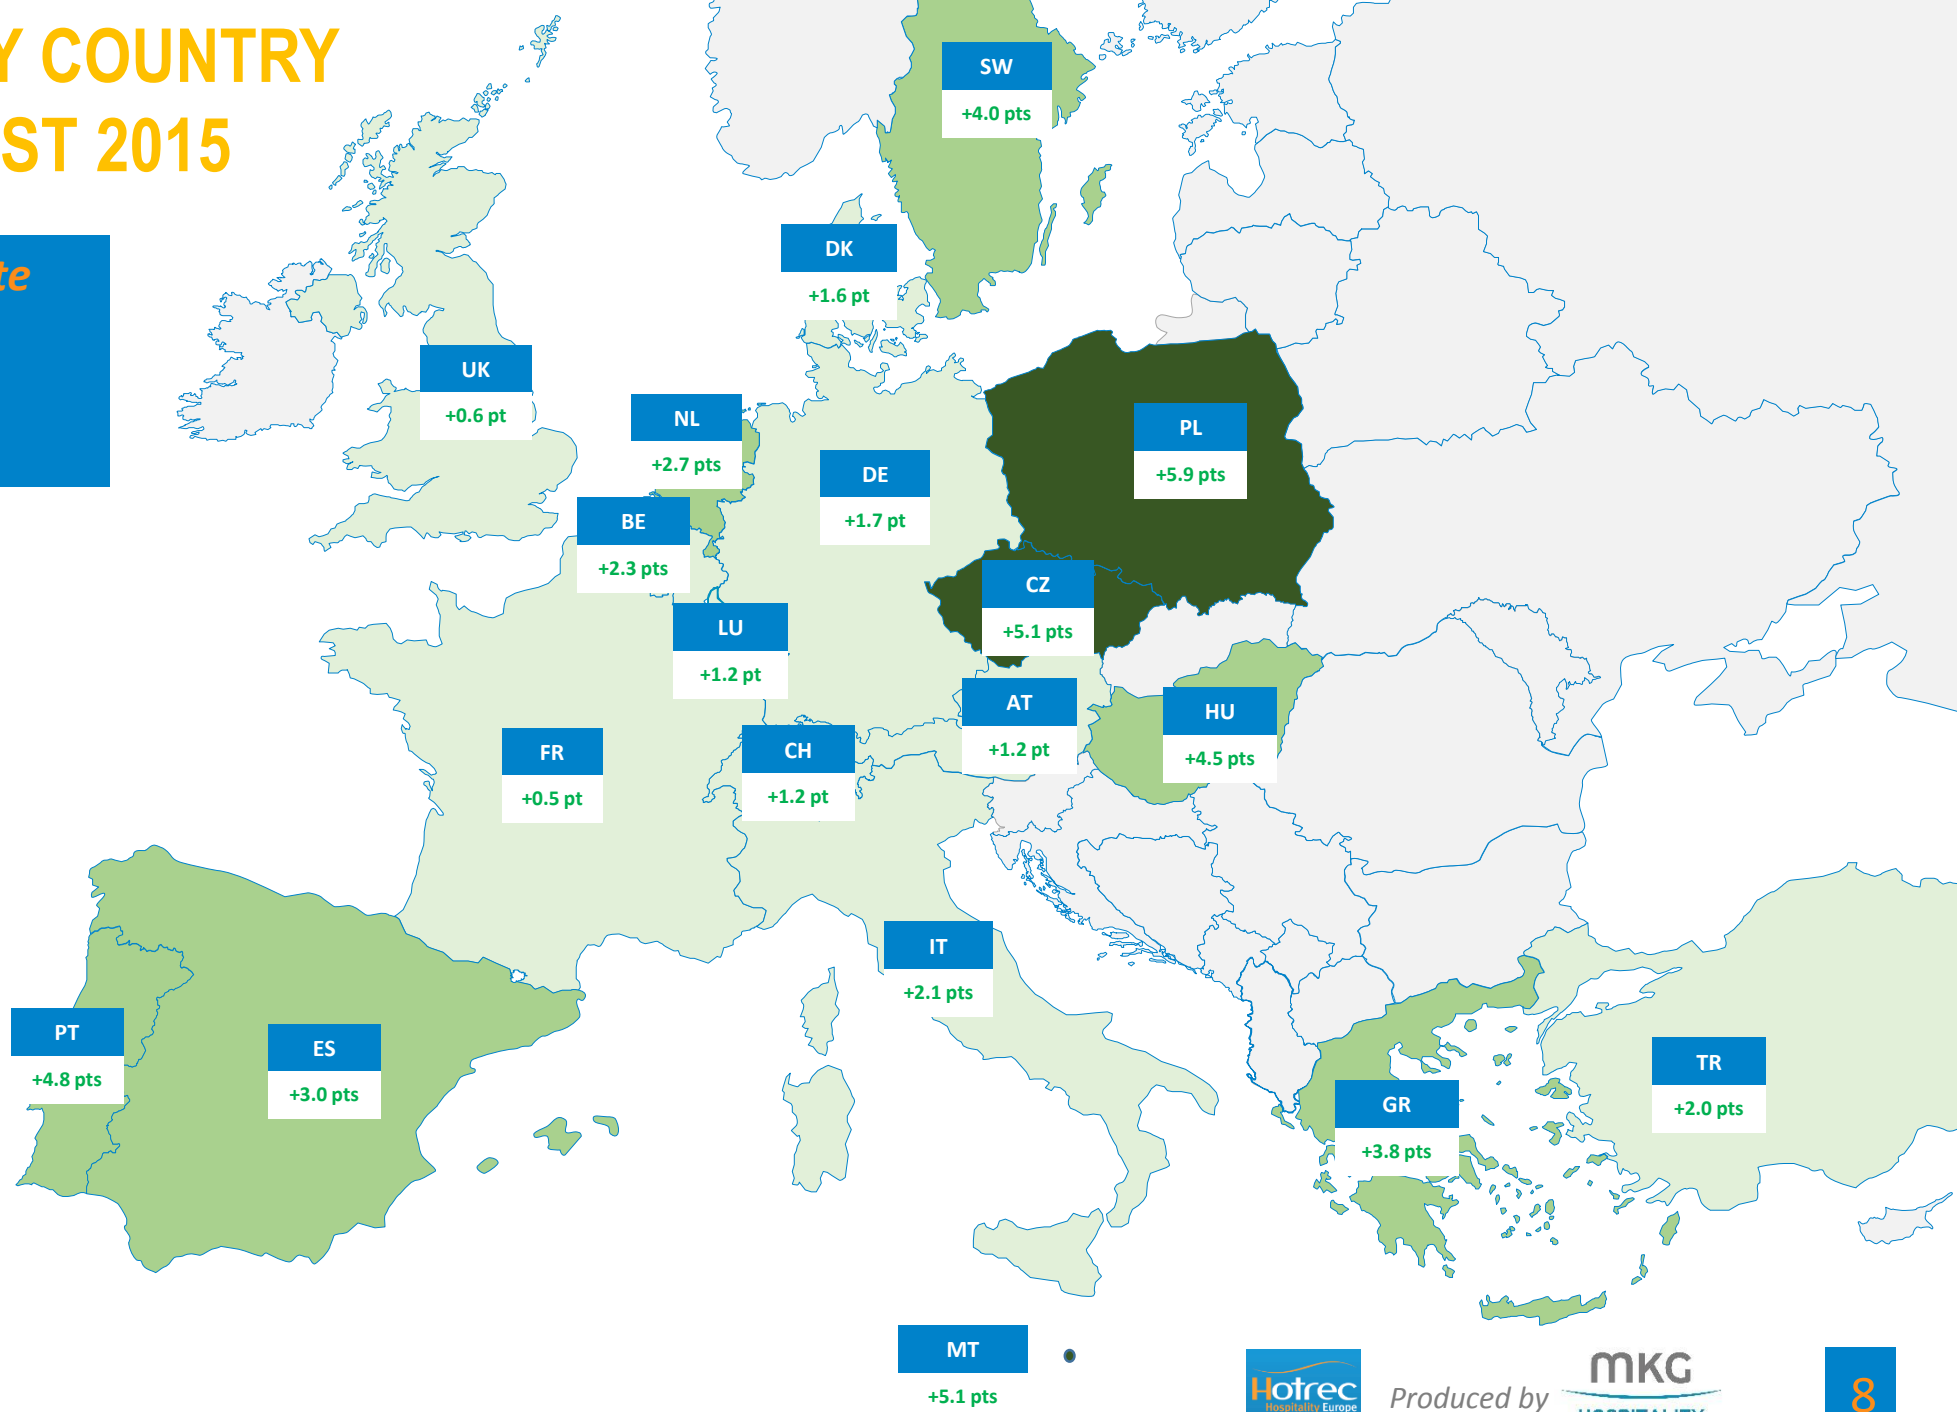 Y COUNTRY
ST 2015
te
SW
+4.0 pts
DK
+1.6 pt
UK
+0.6 pt
NL
+2.7 pts
PL
+5.9 pts
DE
+1.7 pt
BE
+2.3 pts
CZ
+5.1 pts
LU
+1.2 pt
AT
+1.2 pt
HU
+4.5 pts
FR
+0.5 pt
CH
+1.2 pt
IT
+2.1 pts
PT
+4.8 pts
ES
+3.0 pts
TR
+2.0 pts
GR
+3.8 pts
MT
+5.1 pts
Hotrec
Hospitality Europe
Produced by
MKG
HOSPITALITY
8